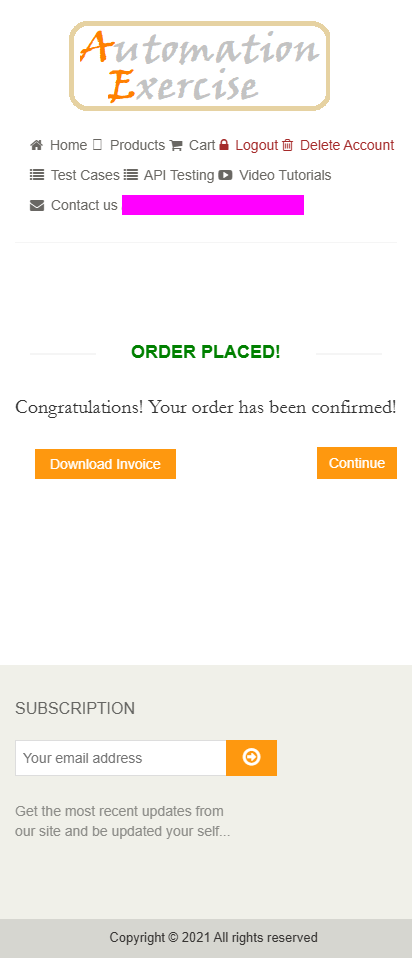 Automation
Exercise
Home Products Cart Logout Delete Account
Test Cases API Testing Video Tutorials
Contact us
ORDER PLACED!
Congratulations! Your order has been confirmed!
Download Invoice Continue
SUBSCRIPTION
Your email address
Get the most recent updates from
our site and be updated your self...
Copyright © 2021 All rights reserved